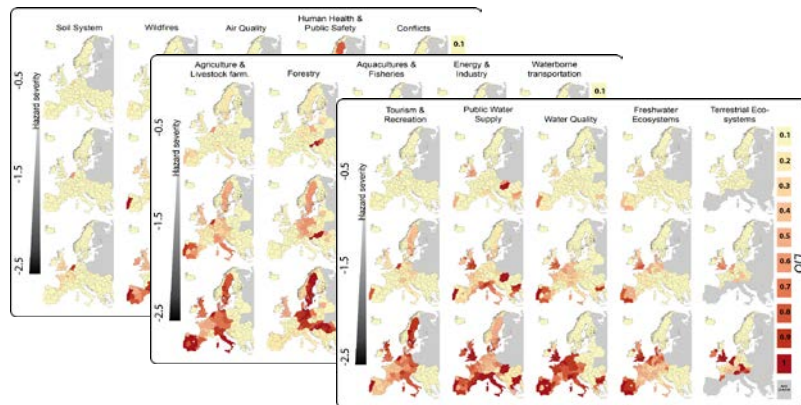 Soil System
Wildfires
Air Quality
Human Health &
Public Safety
Conflicts
0.1
Hazard severity
-0.5
-1.5
-2.5
Agriculture &
Livestock farm.
Forestry
Aquacultures &
Fisheries
Energy &
Industry
Waterborne
transportation
0.1
Hazard severity
-0.5
-1.5
-2.5
Tourism &
Recreation
Public Water
Supply
Water Quality
Freshwater
Ecosystems
Terrestrial Eco-
systems
Hazard severity
-0.5
-1.5
-2.5
0.1
0.2
0.3
0.4
0.5
0.6
0.7
0.8
0.9
1